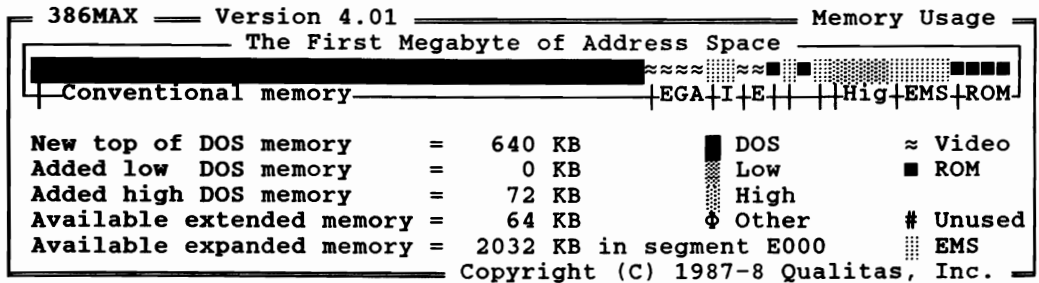 386MAX Version 4.01 Memory Usage
The First Megabyte of Address Space
≈≈≈≈ ≈≈
Conventional memory EGA I E Hig EMS ROM
New top of DOS memory = 640 KB DOS ≈ Video
Added low DOS memory = 0 KB Low ■ ROM
Added high DOS memory = 72 KB High
Available extended memory = 64 KB Φ Other # Unused
Available expanded memory = 2032 KB in segment E000 EMS
Copyright (C) 1987-8 Qualitas, Inc.